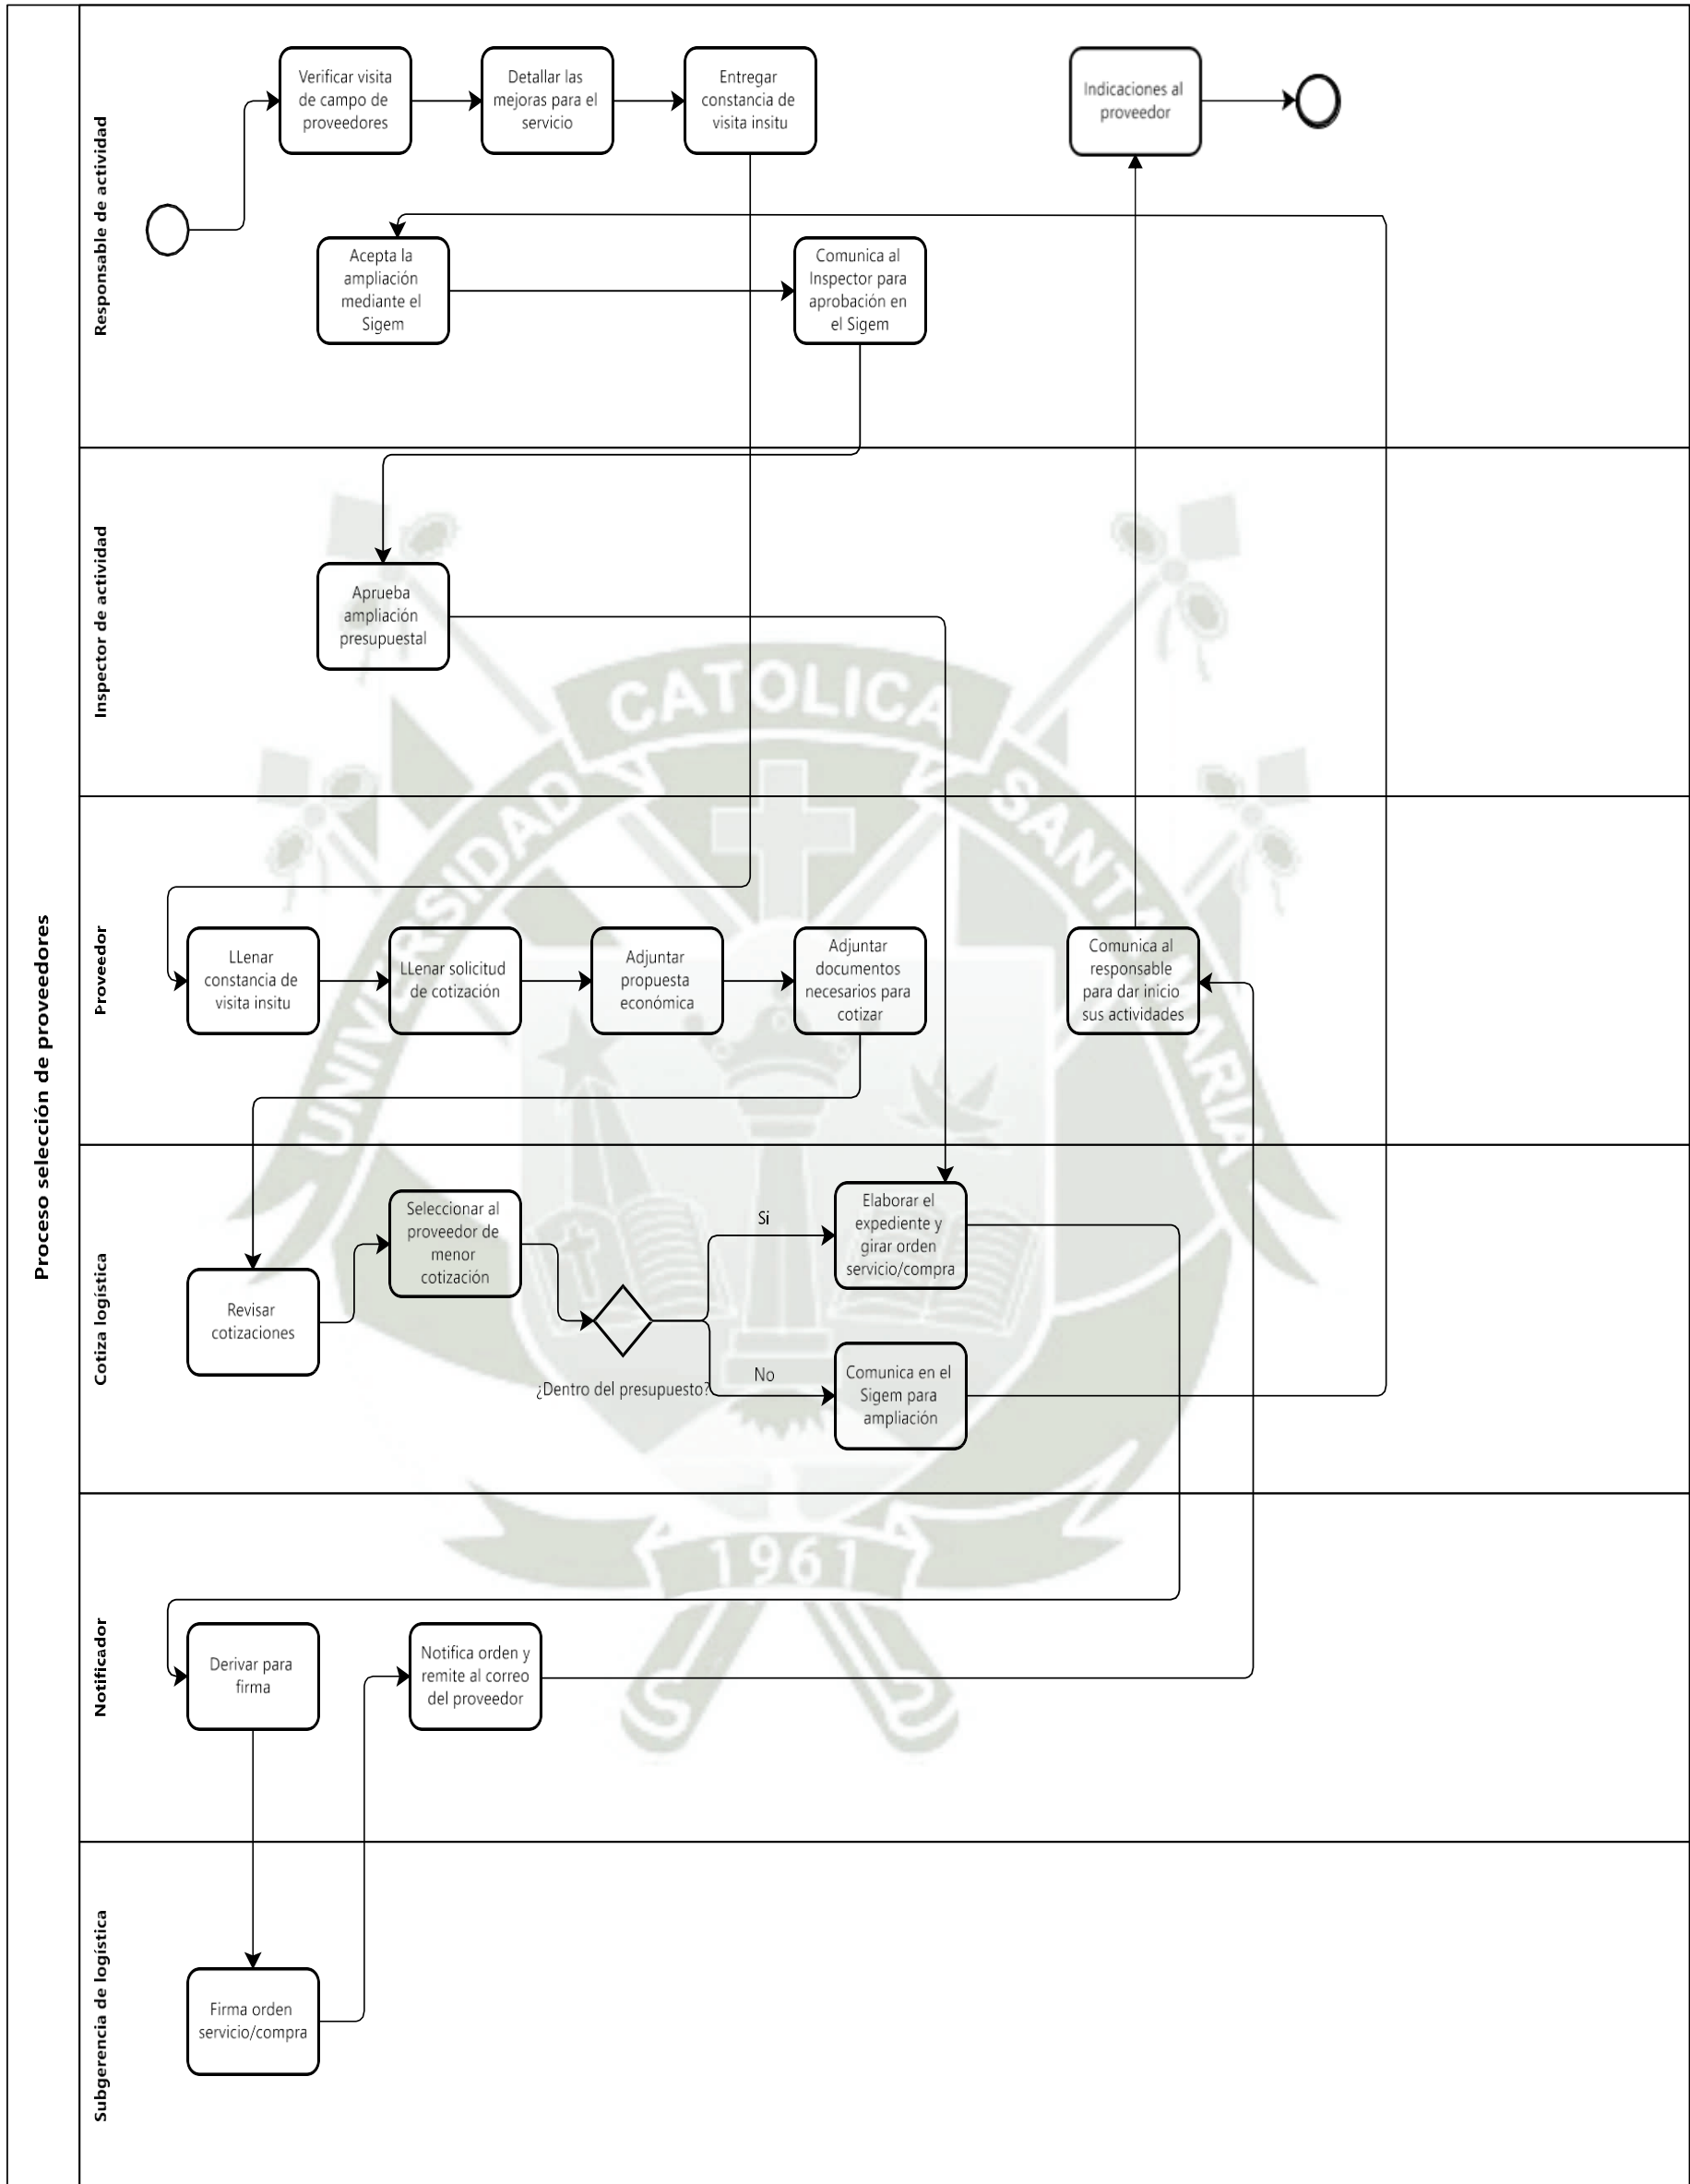 Proceso selección de proveedores
Responsable de actividad
Verificar visita
de campo de
proveedores
Detallar las
mejoras para el
servicio
Entregar
constancia de
visita insitu
Indicaciones al
proveedor
Acepta la
ampliación
mediante el
Sigem
Comunica al
Inspector para
aprobación en
el Sigem
Inspector de actividad
Aprueba
ampliación
presupuestal
UNIVERSIDAD
CATOLICA
SANTA MARIA
Proveedor
LLenar
constancia de
visita insitu
LLenar solicitud
de cotización
Adjuntar
propuesta
económica
Adjuntar
documentos
necesarios para
cotizar
Comunica al
responsable
para dar inicio
sus actividades
Cotiza logística
Revisar
cotizaciones
Seleccionar al
proveedor de
menor
cotización
¿Dentro del presupuesto?
Si
No
Elaborar el
expediente y
girar orden
servicio/compra
Comunica en el
Sigem para
ampliación
1961
Notificador
Derivar para
firma
Notifica orden y
remite al correo
del proveedor
Subgerencia de logística
Firma orden
servicio/compra